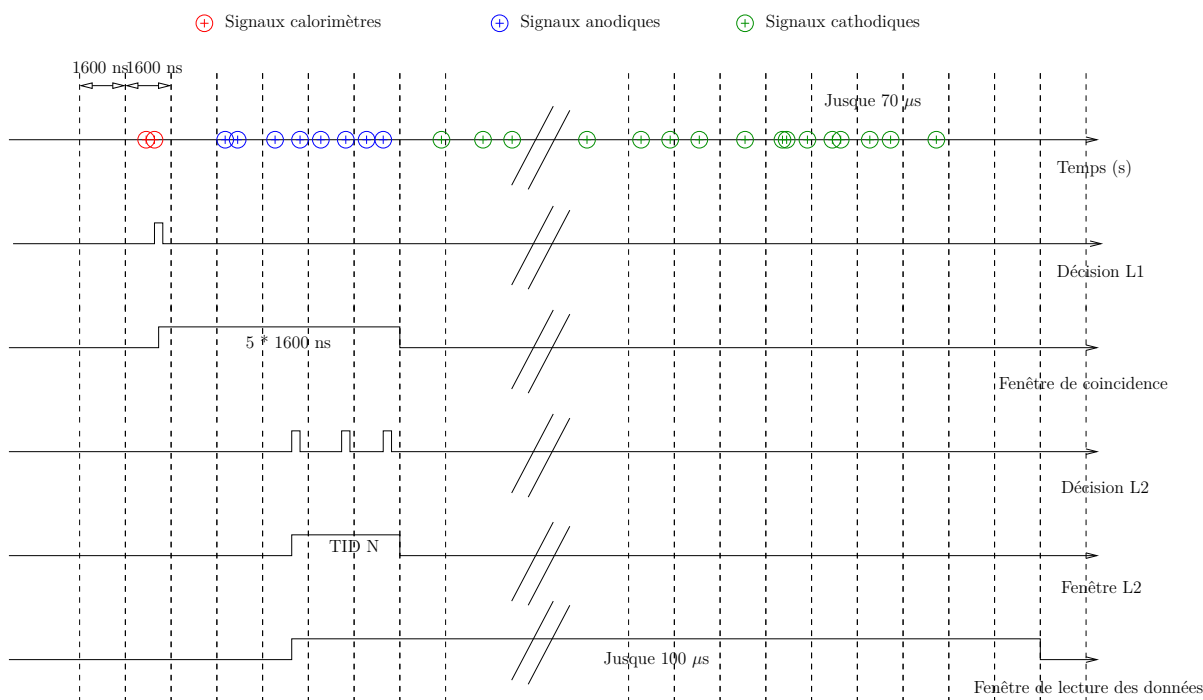 Signaux calorimètres
Signaux anodiques
Signaux cathodiques
1600 ns 1600 ns
Jusque 70 μs
Temps (s)
Décision L1
5 * 1600 ns
Fenêtre de coincidence
Décision L2
TID N
Fenêtre L2
Jusque 100 μs
Fenêtre de lecture des données